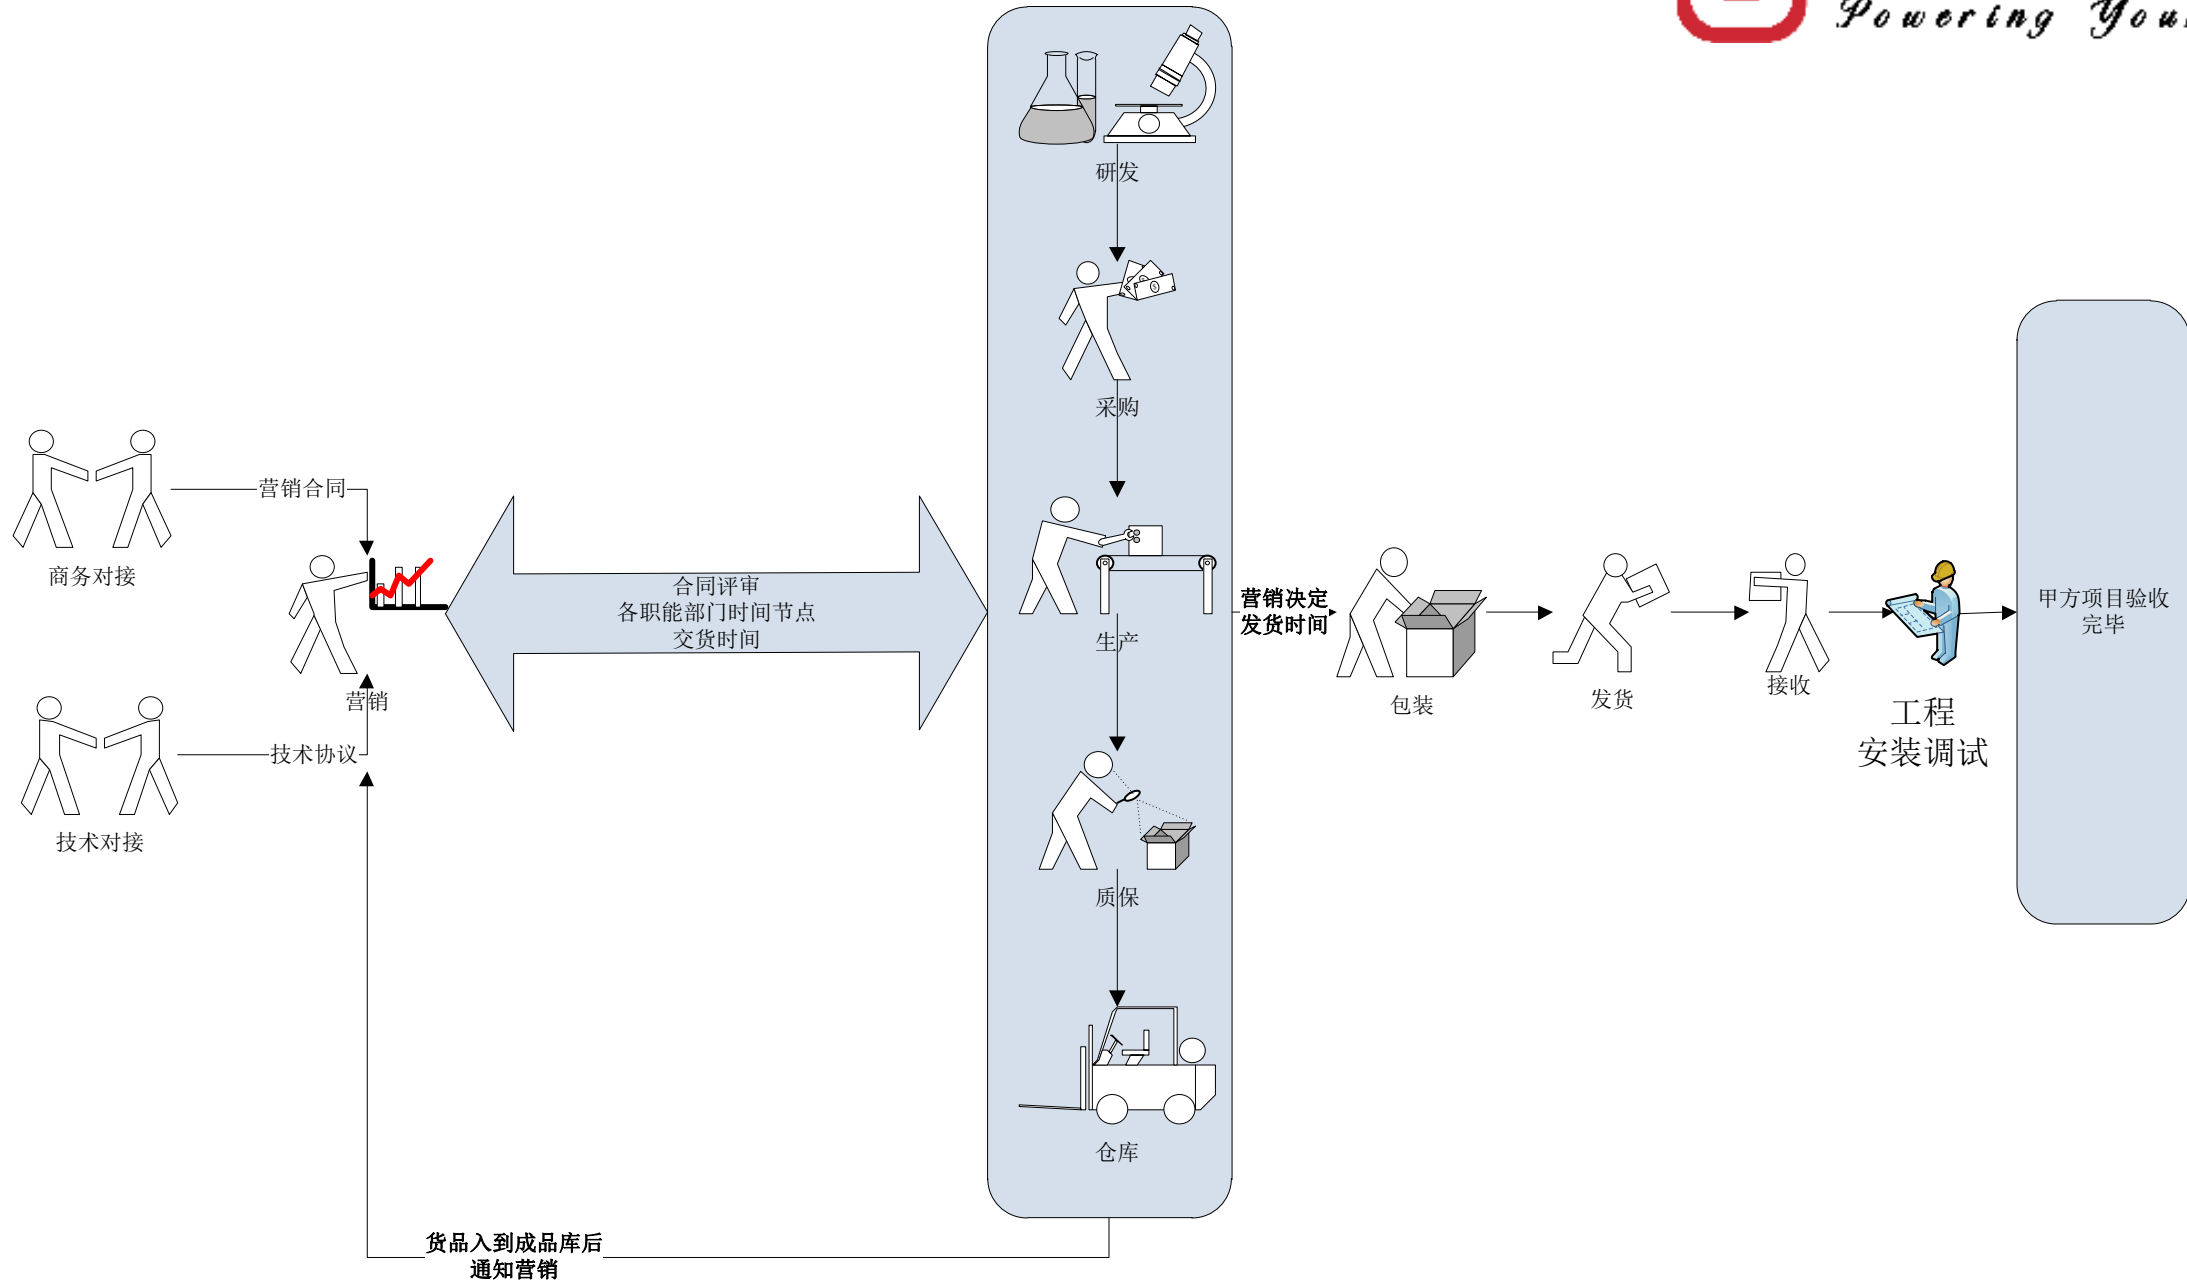 Powering
研发
采购
营销合同
商务对接
合同评审
各职能部门时间节点
交货时间
营销
技术协议
技术对接
生产
质保
仓库
营销决定
发货时间
包装
发货
接收
工程
安装调试
甲方项目验收
完毕
货品入到成品库后
通知营销